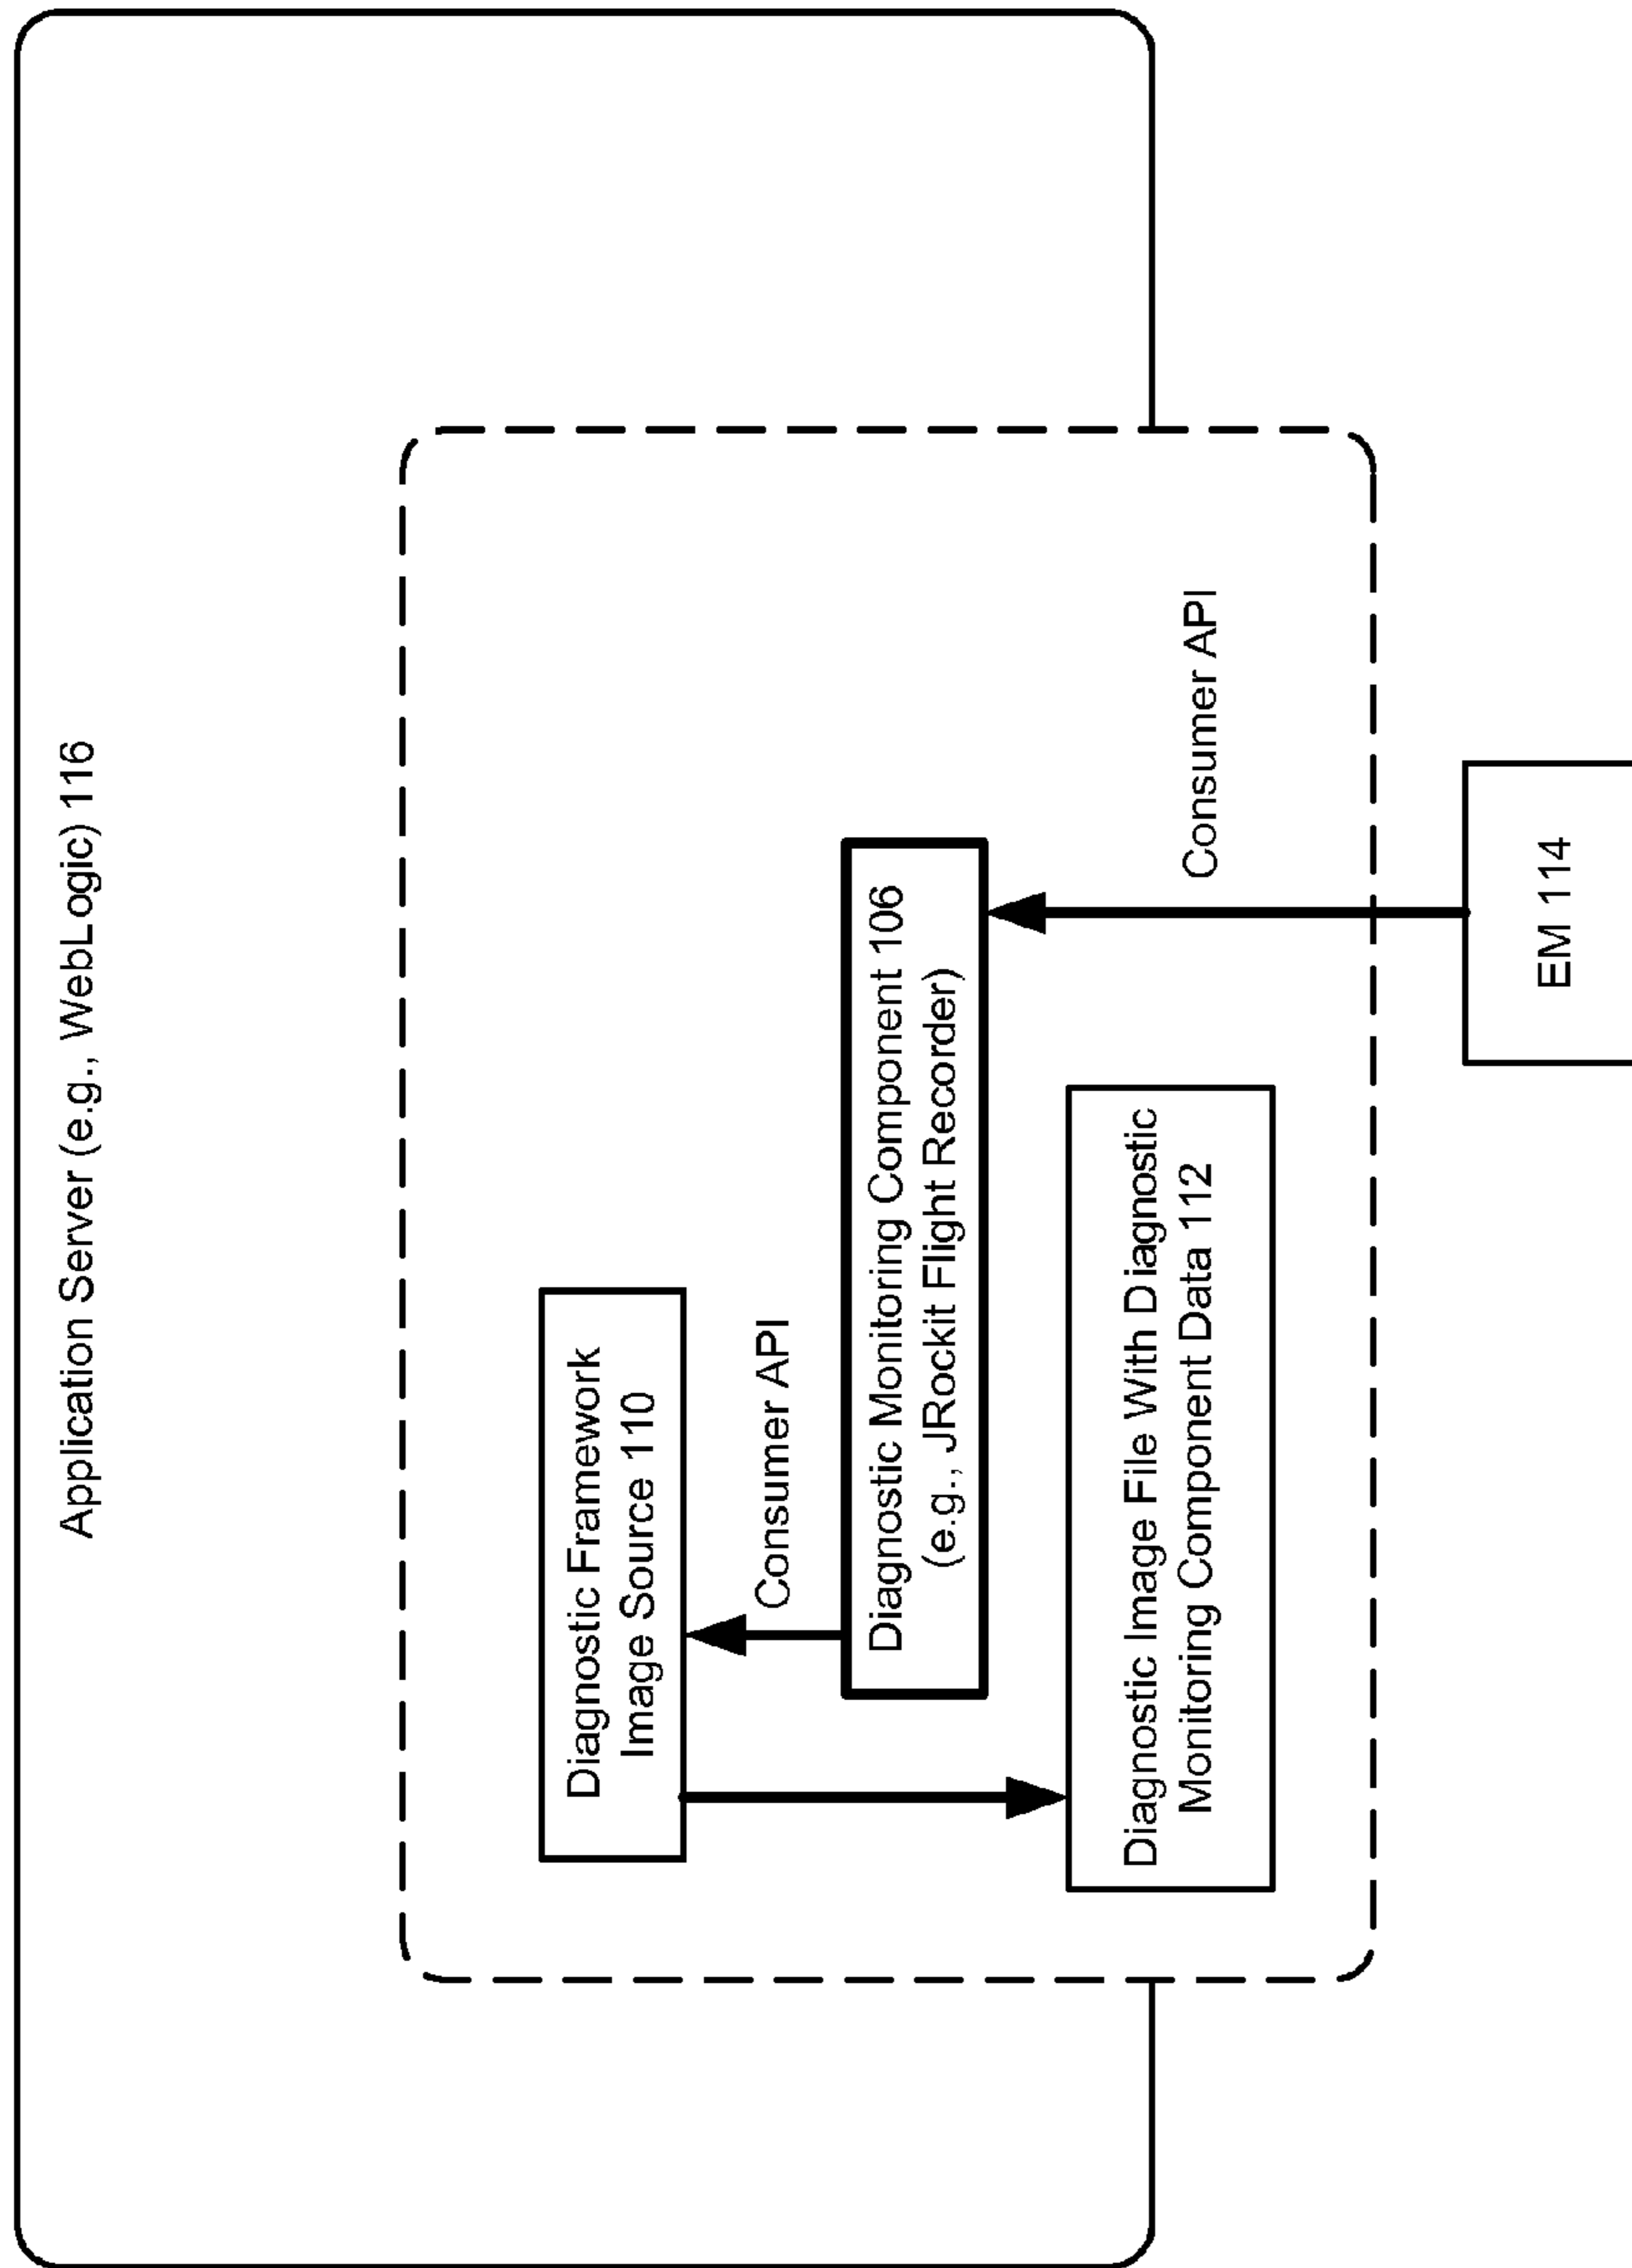 Application Server (e.g., WebLogic) 116
Diagnostic Framework
Image Source 110
Consumer API
Diagnostic Monitoring Component 106
(e.g., JRockit Flight Recorder)
Diagnostic Image File With Diagnostic
Monitoring Component Data 112
Consumer API
EM 114